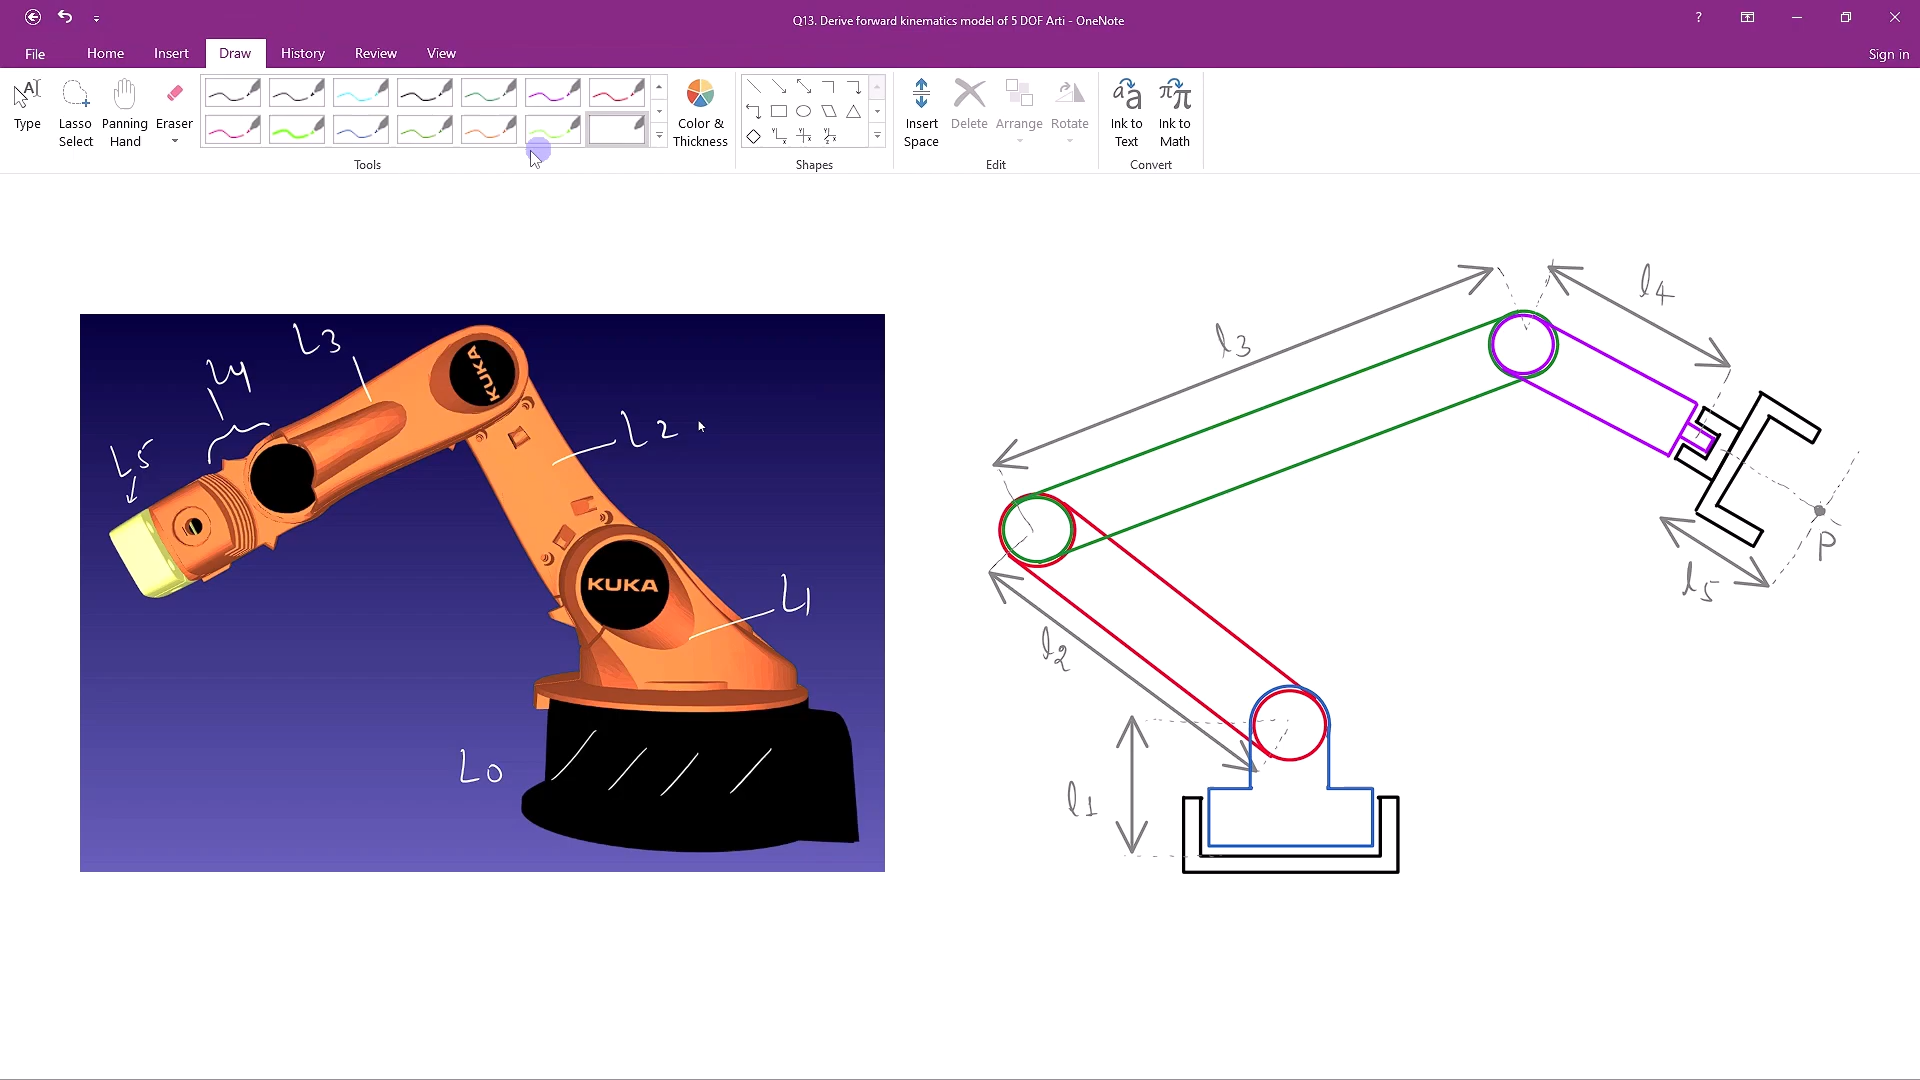 Q13. Derive forward kinematics model of 5 DOF Arti - OneNote
?
File
Home
Insert
Draw
History
Review
View
Sign in
Type
Lasso Select
Panning Hand
Eraser
Color & Thickness
Insert Space
Delete
Arrange
Rotate
Ink to Text
Ink to Math
Tools
Shapes
Edit
Convert
L3
L4
L5
L2
L1
L0
KUKA
KUKA
l3
l4
l5
P
l2
l1